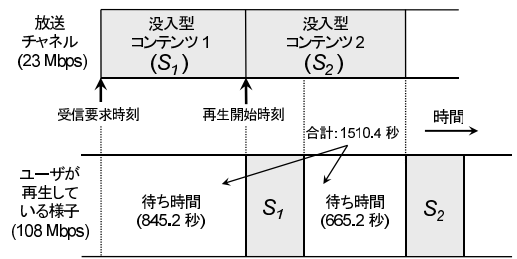 放送
チャネル
(23 Mbps)
没入型
コンテンツ 1
(S1)
没入型
コンテンツ 2
(S2)
受信要求時刻
再生開始時刻
時間
合計: 1510.4 秒
ユーザが
再生して
いる様子
(108 Mbps)
待ち時間
(845.2 秒)
S1
待ち時間
(665.2 秒)
S2